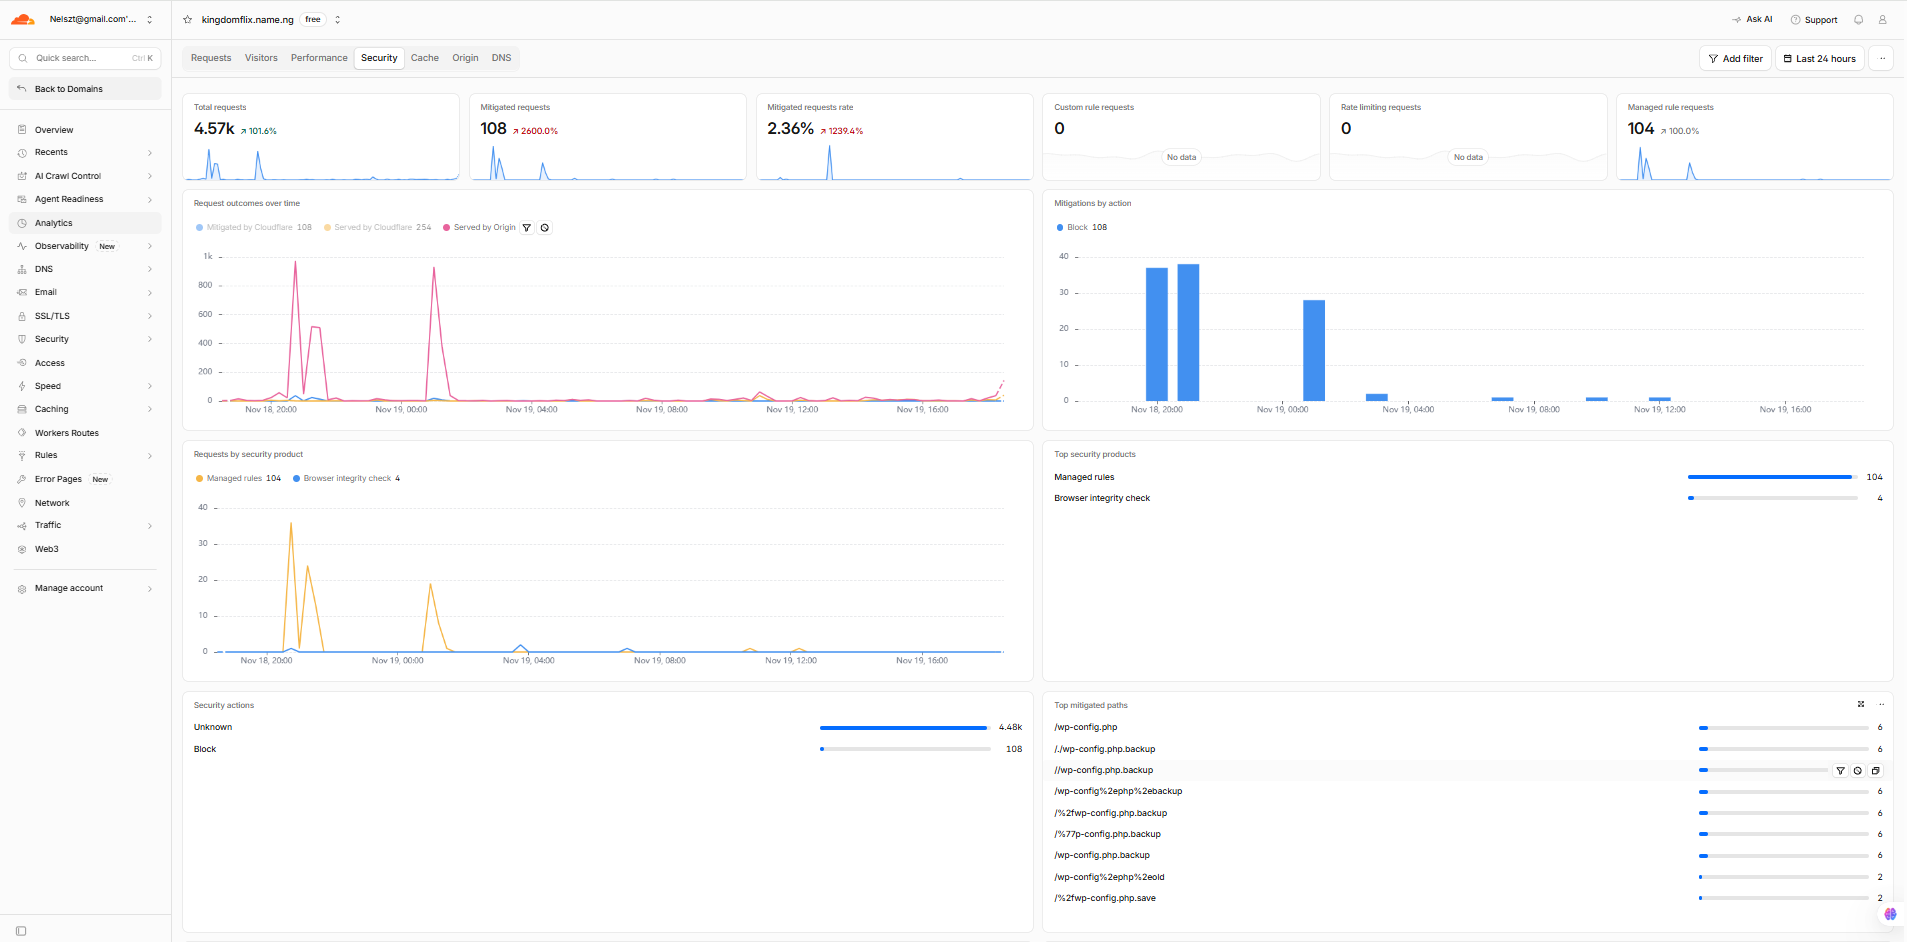 Nelszt@gmail.com'...
kingdomflix.name.ng free
Ask AI Support
Quick search... Ctrl K
Back to Domains
Overview
Recents
AI Crawl Control
Agent Readiness
Analytics
Observability New
DNS
Email
SSL/TLS
Security
Access
Speed
Caching
Workers Routes
Rules
Error Pages New
Network
Traffic
Web3
Manage account
Requests Visitors Performance Security Cache Origin DNS
Add filter Last 24 hours
Total requests
4.57k 101.6%
Mitigated requests
108 2600.0%
Mitigated requests rate
2.36% 1239.4%
Custom rule requests
0
No data
Rate limiting requests
0
No data
Managed rule requests
104 100.0%
Request outcomes over time
Mitigated by Cloudflare 108 Served by Cloudflare 254 Served by Origin
1k
800
600
400
200
0
Nov 18, 20:00 Nov 19, 00:00 Nov 19, 04:00 Nov 19, 08:00 Nov 19, 12:00 Nov 19, 16:00
Mitigations by action
Block 108
40
30
20
10
0
Nov 18, 20:00 Nov 19, 00:00 Nov 19, 04:00 Nov 19, 08:00 Nov 19, 12:00 Nov 19, 16:00
Requests by security product
Managed rules 104 Browser integrity check 4
40
30
20
10
0
Nov 18, 20:00 Nov 19, 00:00 Nov 19, 04:00 Nov 19, 08:00 Nov 19, 12:00 Nov 19, 16:00
Top security products
Managed rules 104
Browser integrity check 4
Security actions
Unknown 4.48k
Block 108
Top mitigated paths
/wp-config.php 6
/./wp-config.php.backup 6
//wp-config.php.backup
/wp-config%2ephp%2ebackup 6
/%2fwp-config.php.backup 6
/%77p-config.php.backup 6
/wp-config.php.backup 6
/wp-config%2ephp%2eold 2
/%2fwp-config.php.save 2